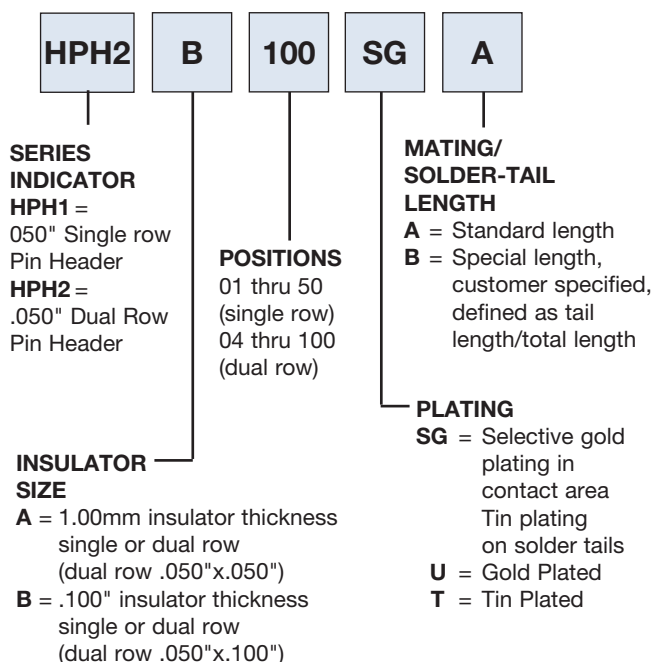 HPH2 B 100 SG A
SERIES
INDICATOR
HPH1 =
050" Single row
Pin Header
HPH2 =
.050" Dual Row
Pin Header
POSITIONS
01 thru 50
(single row)
04 thru 100
(dual row)
MATING/
SOLDER-TAIL
LENGTH
A = Standard length
B = Special length,
customer specified,
defined as tail
length/total length
INSULATOR
SIZE
A = 1.00mm insulator thickness
single or dual row
(dual row .050"x.050")
B = .100" insulator thickness
single or dual row
(dual row .050"x.100")
PLATING
SG = Selective gold
plating in
contact area
Tin plating
on solder tails
U = Gold Plated
T = Tin Plated